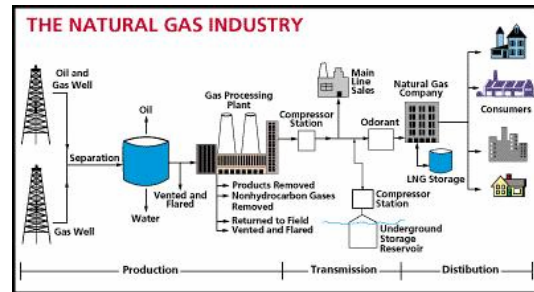 THE NATURAL GAS INDUSTRY
Oil and
Gas Well
Gas Well
Separation
Oil
Water
Vented and
Flared
Gas Processing
Plant
Products Removed
Nonhydrocarbon Gases
Removed
Returned to Field
Vented and Flared
Compressor
Station
Main
Line
Sales
Odorant
Compressor
Station
Underground
Storage
Reservoir
Natural Gas
Company
LNG Storage
Consumers
Production
Transmission
Distibution